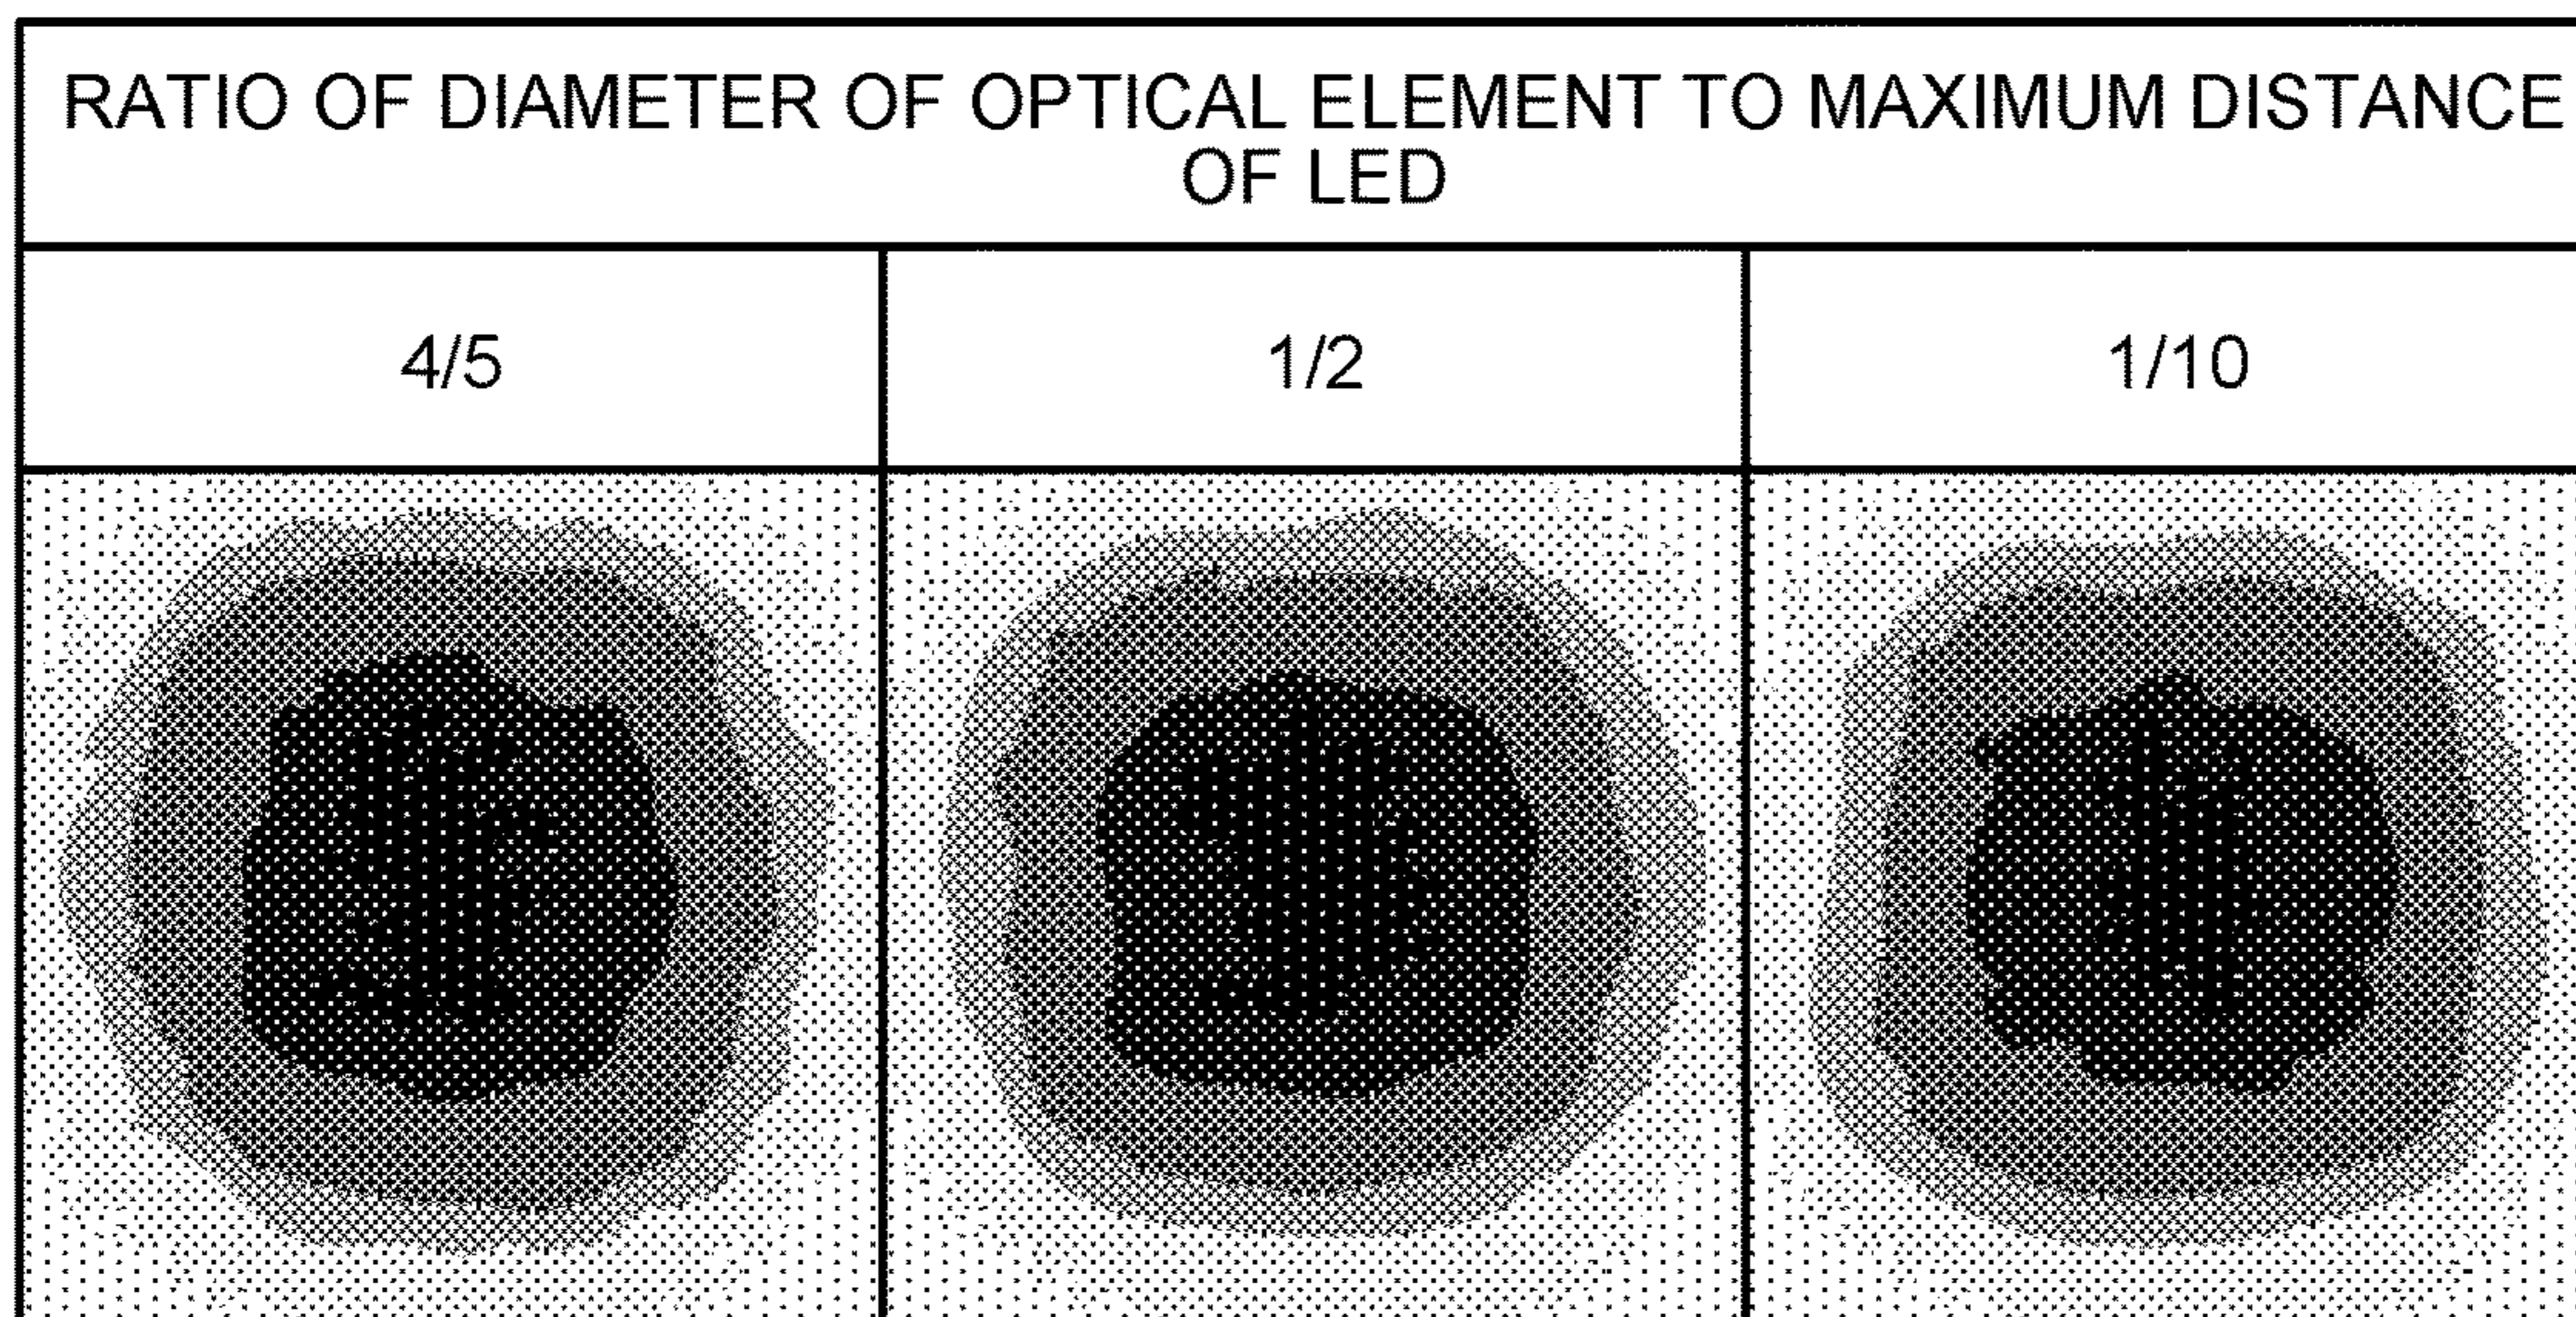 RATIO OF DIAMETER OF OPTICAL ELEMENT TO MAXIMUM DISTANCE
OF LED
4/5
1/2
1/10